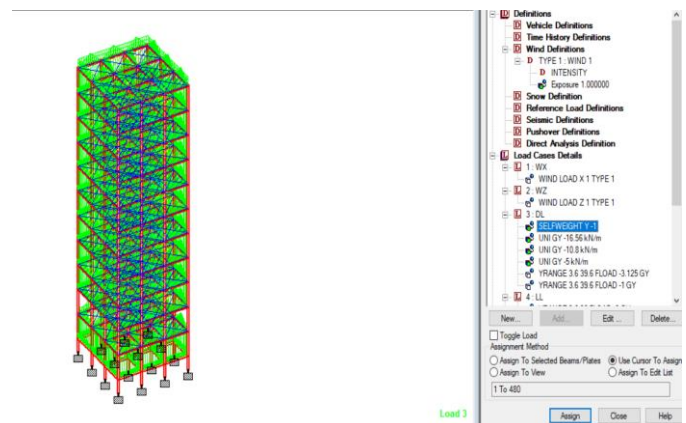 Load 3
Definitions
Vehicle Definitions
Time History Definitions
Wind Definitions
TYPE 1 : WIND 1
INTENSITY
Exposure 1.000000
Snow Definition
Reference Load Definitions
Seismic Definitions
Pushover Definitions
Direct Analysis Definition
Load Cases Details
1 : WX
WIND LOAD X 1 TYPE 1
2 : WZ
WIND LOAD Z 1 TYPE 1
3 : DL
SELFWEIGHT Y -1
UNI GY -16.56 kN/m
UNI GY -10.8 kN/m
UNI GY -5 kN/m
YRANGE 3.6 39.6 FLOAD -3.125 GY
YRANGE 3.6 39.6 FLOAD -1 GY
4 : LL
New... Add... Edit ... Delete...
Toggle Load
Assignment Method
Assign To Selected Beams/Plates Use Cursor To Assign
Assign To View Assign To Edit List
1 To 480
Assign Close Help